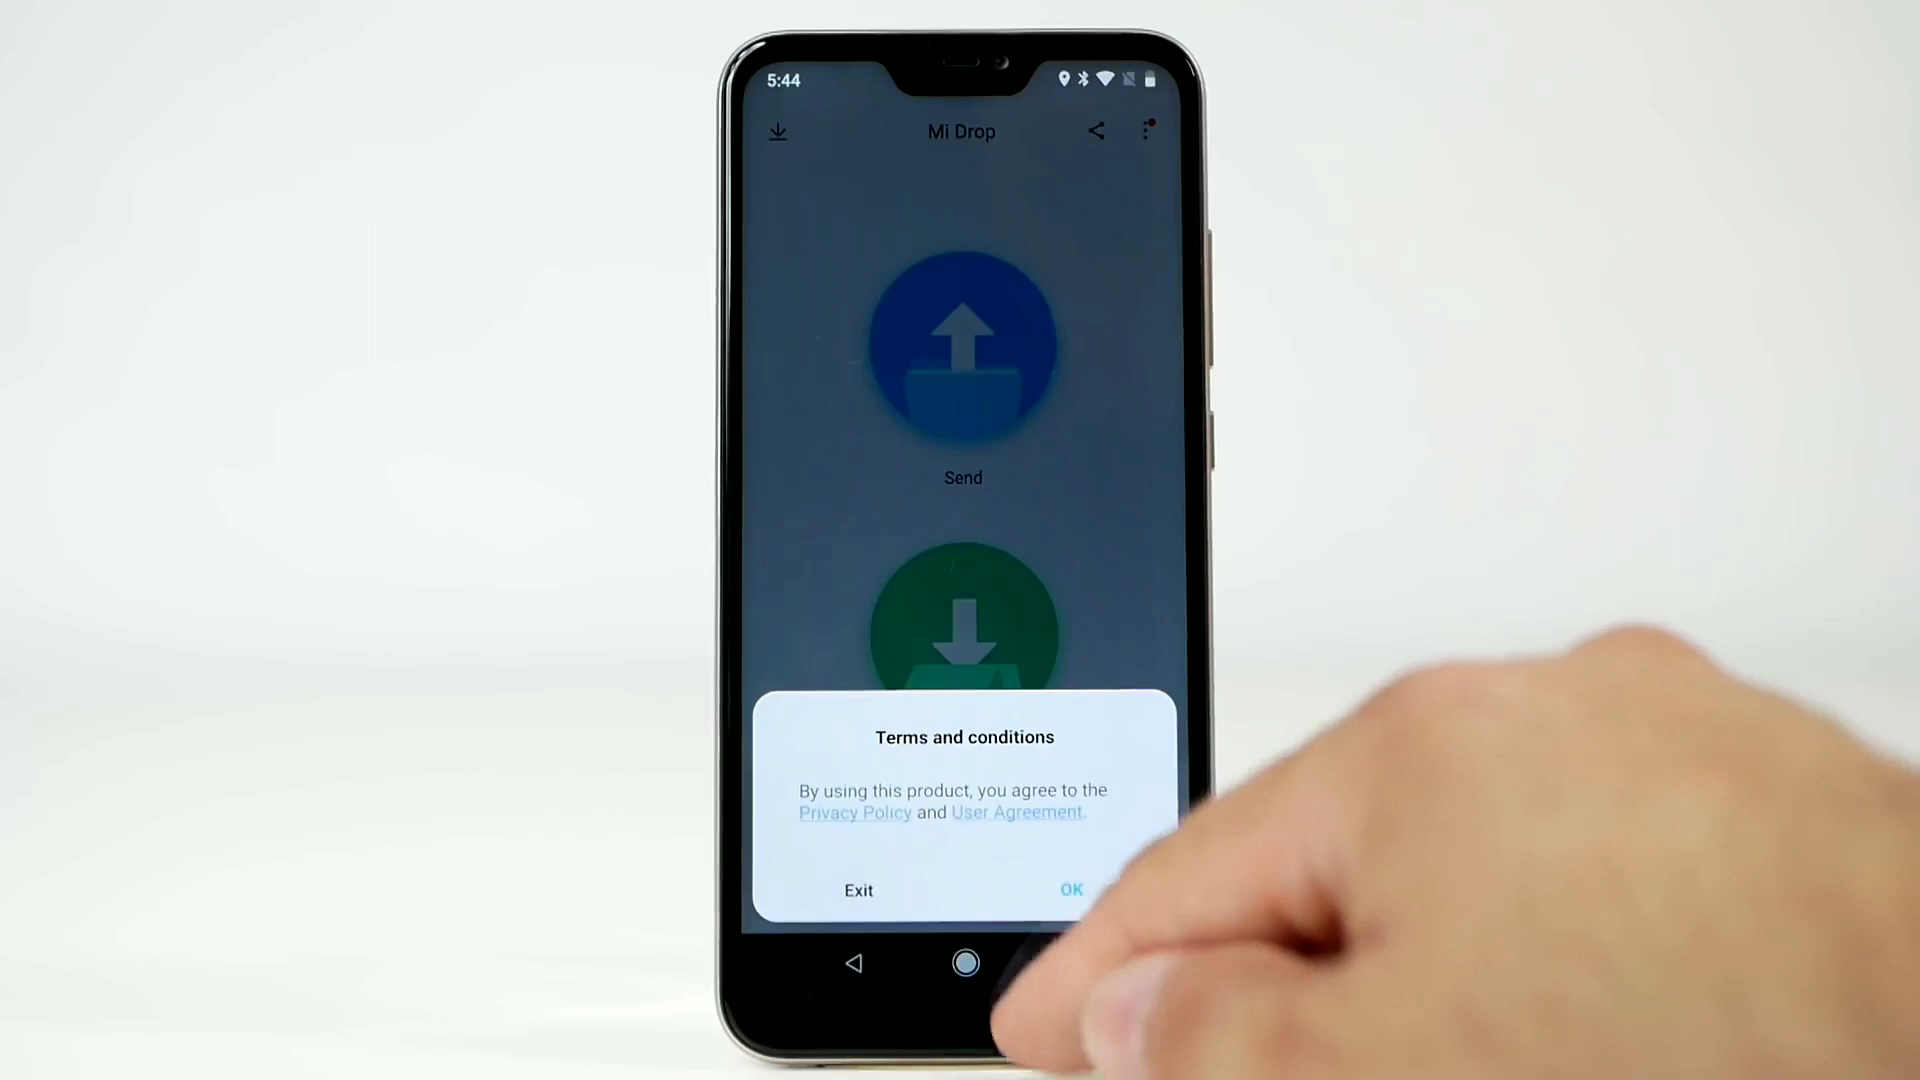 5:44
Mi Drop
Send
Terms and conditions
By using this product, you agree to the
Privacy Policy and User Agreement.
Exit
OK